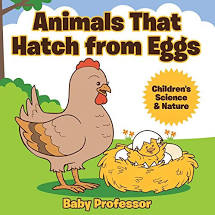 Animals That
Hatch from Eggs
Children's
Science &
Nature
Baby Professor